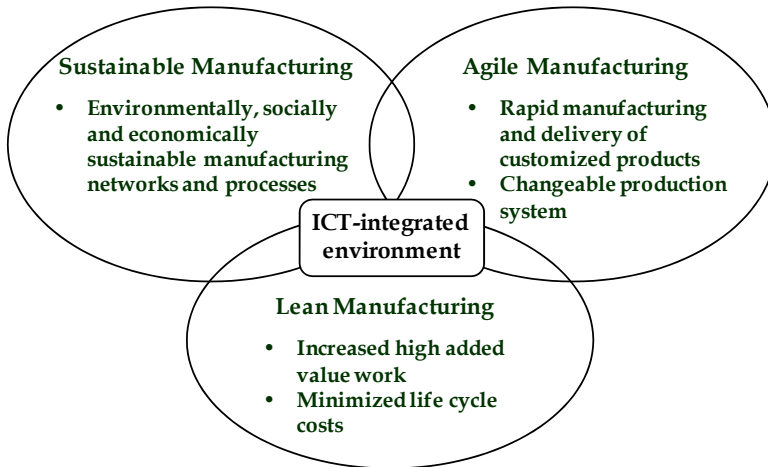 Sustainable Manufacturing
• Environmentally, socially
and economically
sustainable manufacturing
networks and processes
Agile Manufacturing
• Rapid manufacturing
and delivery of
customized products
• Changeable production
system
ICT-integrated
environment
Lean Manufacturing
• Increased high added
value work
• Minimized life cycle
costs